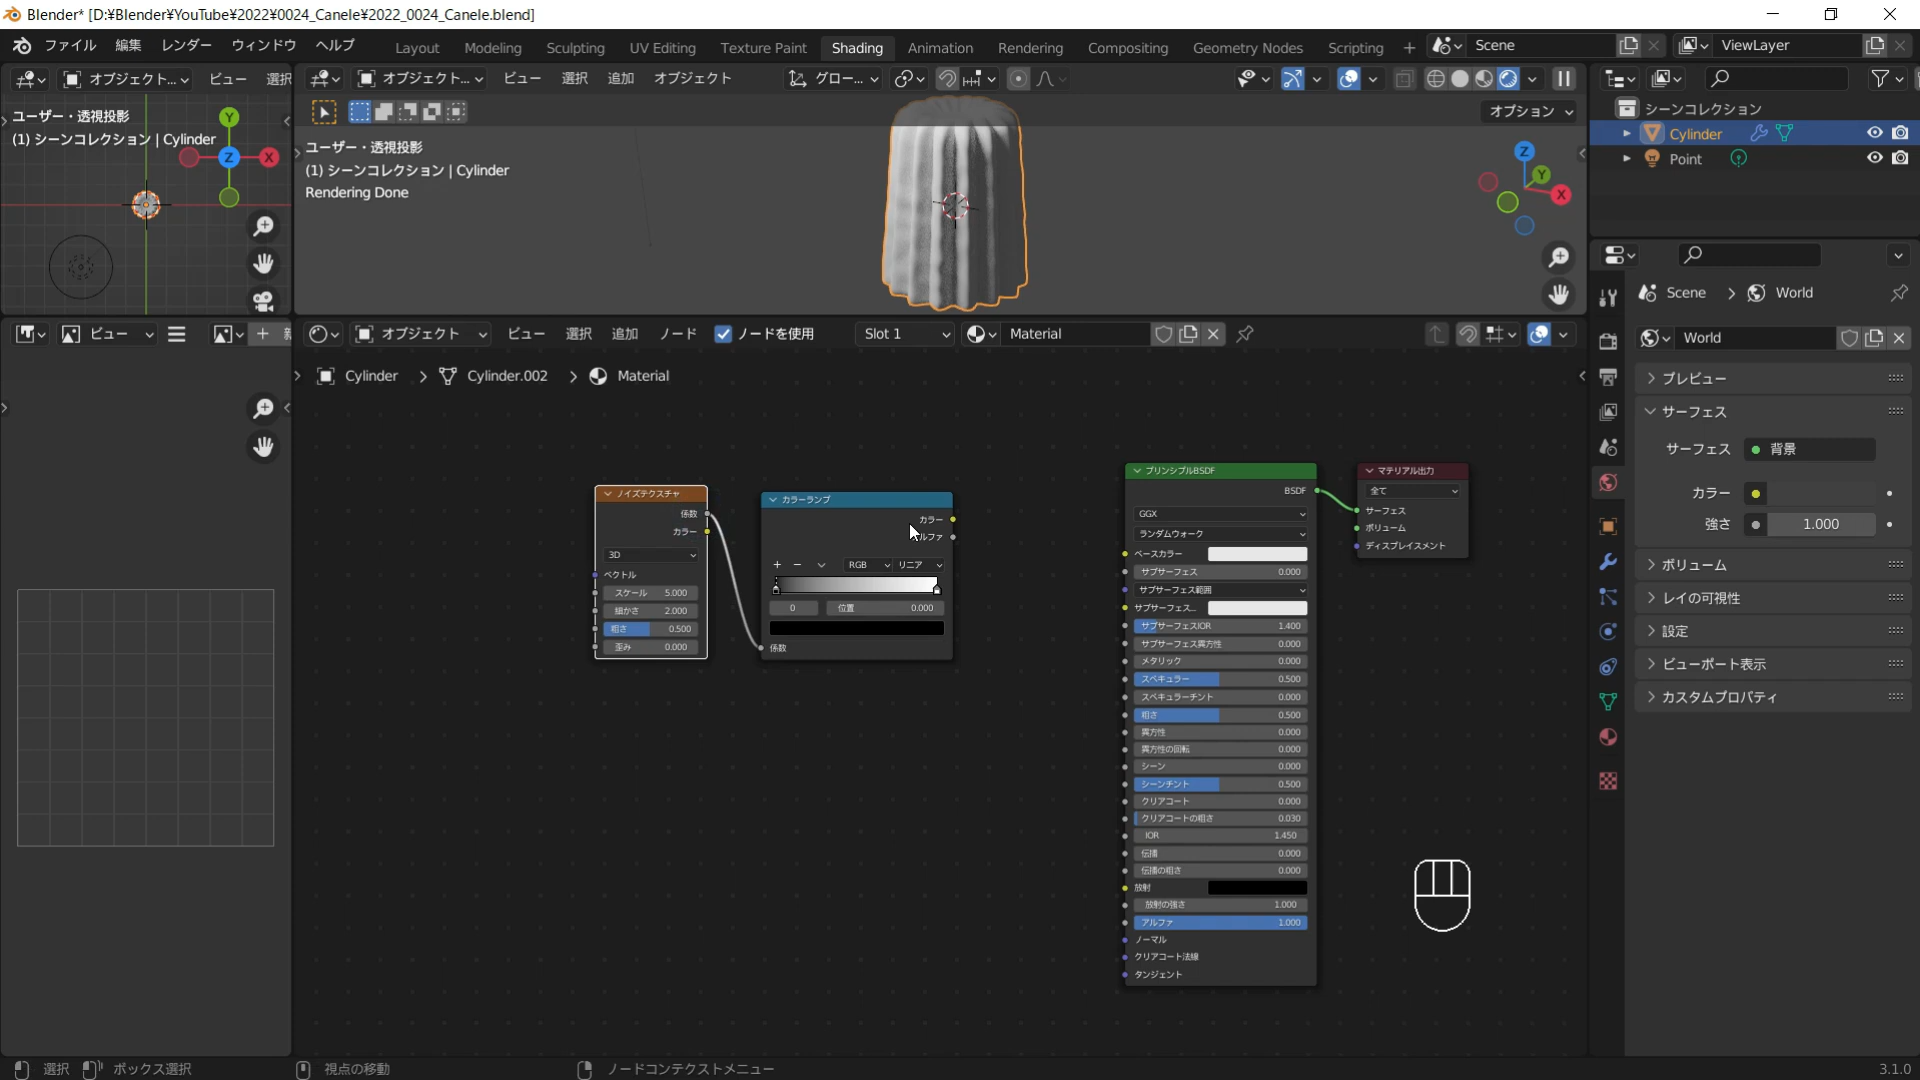 Blender* [D:¥Blender¥YouTube¥2022¥0024_Canele¥2022_0024_Canele.blend]
ファイル 編集 レンダー ウィンドウ ヘルプ Layout Modeling Sculpting UV Editing Texture Paint Shading Animation Rendering Compositing Geometry Nodes Scripting Scene ViewLayer
オブジェクト... ビュー 選択
オブジェクト... ビュー 選択 追加 オブジェクト グロー...
オプション
ユーザー・透視投影
(1) シーンコレクション | Cylinder
Y
X
Z
ユーザー・透視投影
(1) シーンコレクション | Cylinder
Rendering Done
Z
Y
X
シーンコレクション
Cylinder
Point
Scene World
World
プレビュー
サーフェス
サーフェス 背景
カラー
強さ 1.000
ボリューム
レイの可視性
設定
ビューポート表示
カスタムプロパティ
ビュー
オブジェクト ビュー 選択 追加 ノード ノードを使用 Slot 1 Material
Cylinder Cylinder.002 Material
ノイズテクスチャ
係数
カラー
3D
ベクトル
スケール 5.000
細かさ 2.000
粗さ 0.500
歪み 0.000
カラーランプ
カラー
ルファ
RGB リニア
0 位置 0.000
係数
プリンシプルBSDF
BSDF
GGX
ランダムウォーク
ベースカラー
サブサーフェス 0.000
サブサーフェス範囲
サブサーフェス...
サブサーフェスIOR 1.400
サブサーフェス異方性 0.000
メタリック 0.000
スペキュラー 0.500
スペキュラーチント 0.000
粗さ 0.500
異方性 0.000
異方性の回転 0.000
シーン 0.000
シーンチント 0.500
クリアコート 0.000
クリアコートの粗さ 0.030
IOR 1.450
伝播 0.000
伝播の粗さ 0.000
放射
放射の強さ 1.000
アルファ 1.000
ノーマル
クリアコート法線
タンジェント
マテリアル出力
全て
サーフェス
ボリューム
ディスプレイスメント
選択 ボックス選択 視点の移動 ノードコンテクストメニュー 3.1.0